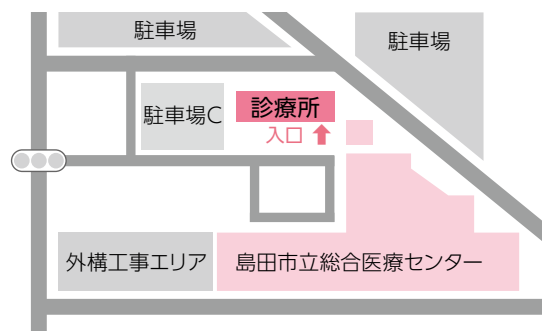 駐車場
駐車場
駐車場C
診療所
入口
外構工事エリア
島田市立総合医療センター